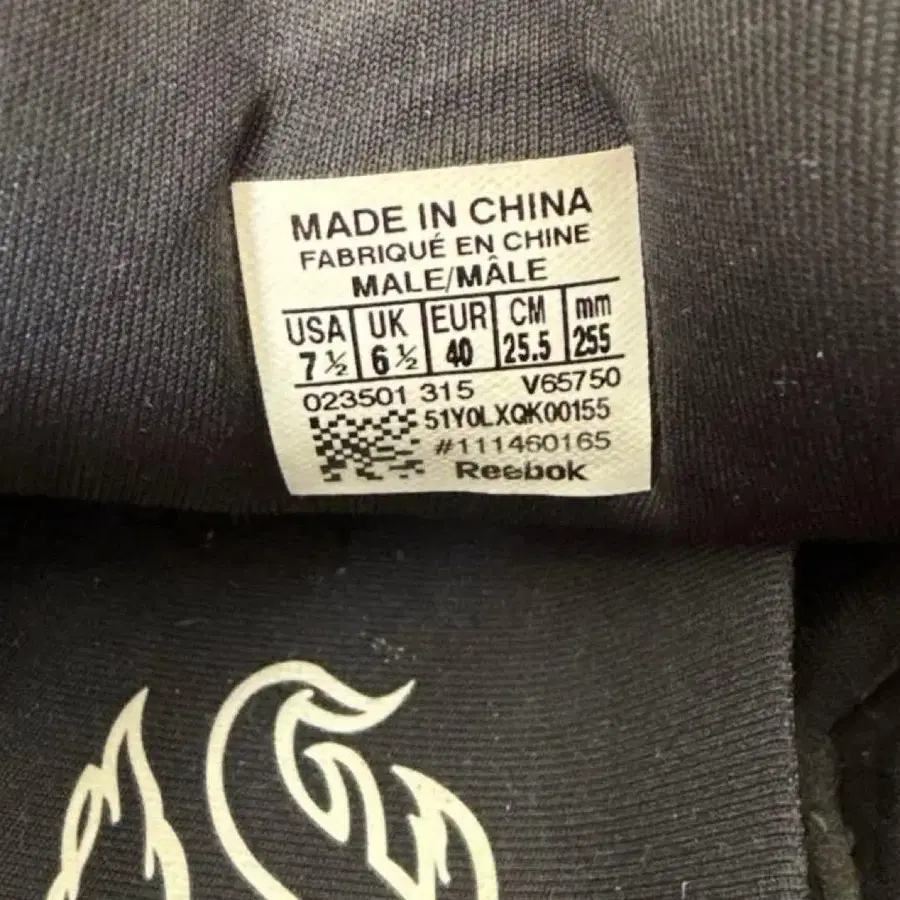 MADE IN CHINA
FABRIQUÉ EN CHINE
MALE/MÂLE
USA UK EUR CM mm
7 ½ 6 ½ 40 25.5 255
023501 315 V65750
51Y0LXQK00155
#111460165
Reebok